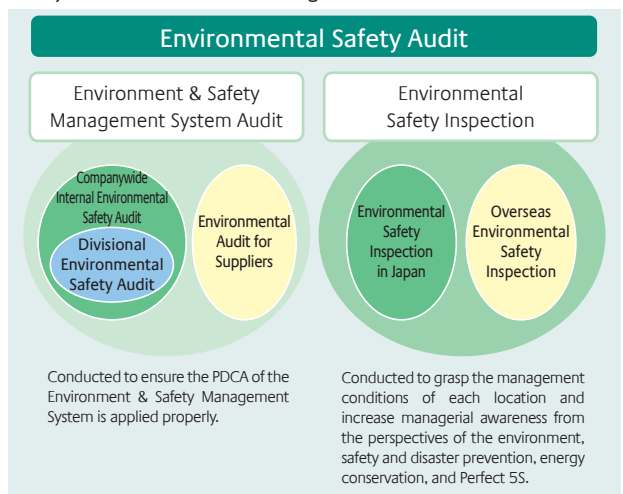 Environmental Safety Audit
Environment & Safety
Management System Audit
Environmental
Safety Inspection
Companywide
Internal Environmental
Safety Audit
Divisional
Environmental
Safety Audit
Environmental
Audit for
Suppliers
Environmental
Safety
Inspection
in Japan
Overseas
Environmental
Safety
Inspection
Conducted to ensure the PDCA of the
Environment & Safety Management
System is applied properly.
Conducted to grasp the management
conditions of each location and
increase managerial awareness from
the perspectives of the environment,
safety and disaster prevention, energy
conservation, and Perfect 5S.